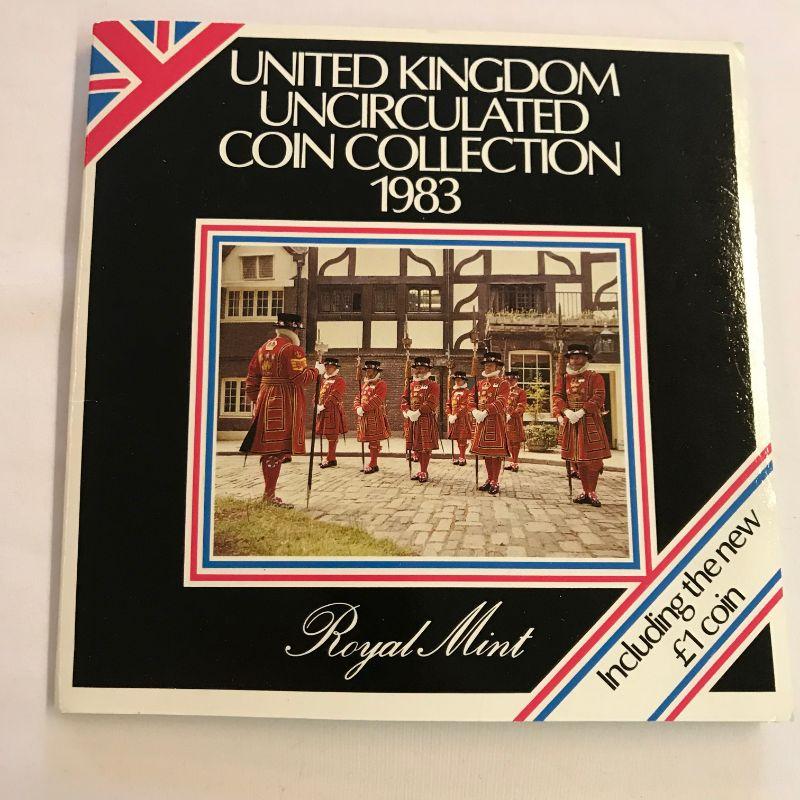 UNITED KINGDOM
UNCIRCULATED
COIN COLLECTION
1983
Royal Mint
Including the new
£1 coin